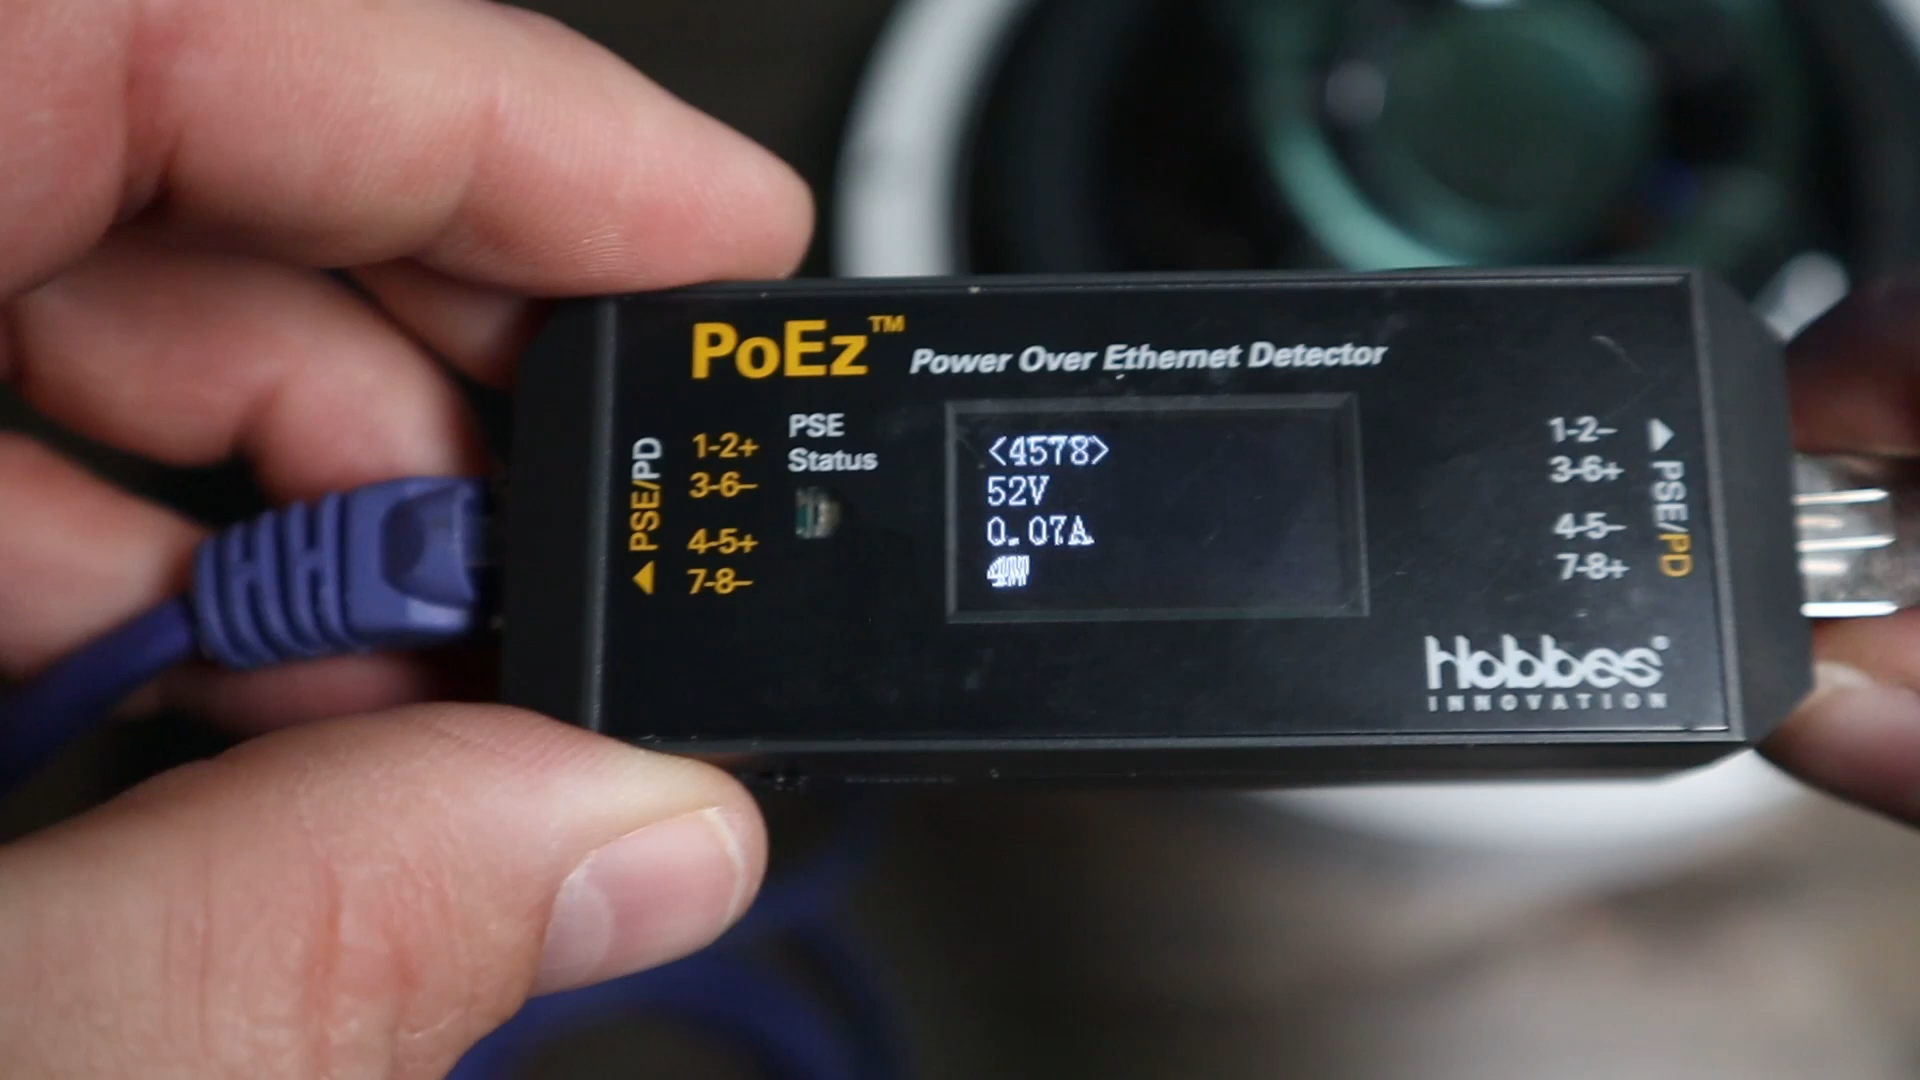 PoEz™ Power Over Ethernet Detector
PSE/PD
1-2+
3-6–
4-5+
7-8–
PSE
Status
<4578>
52V
0.07A
4W
1-2–
3-6+
4-5–
7-8+
PSE/PD
Hobbes
INNOVATION